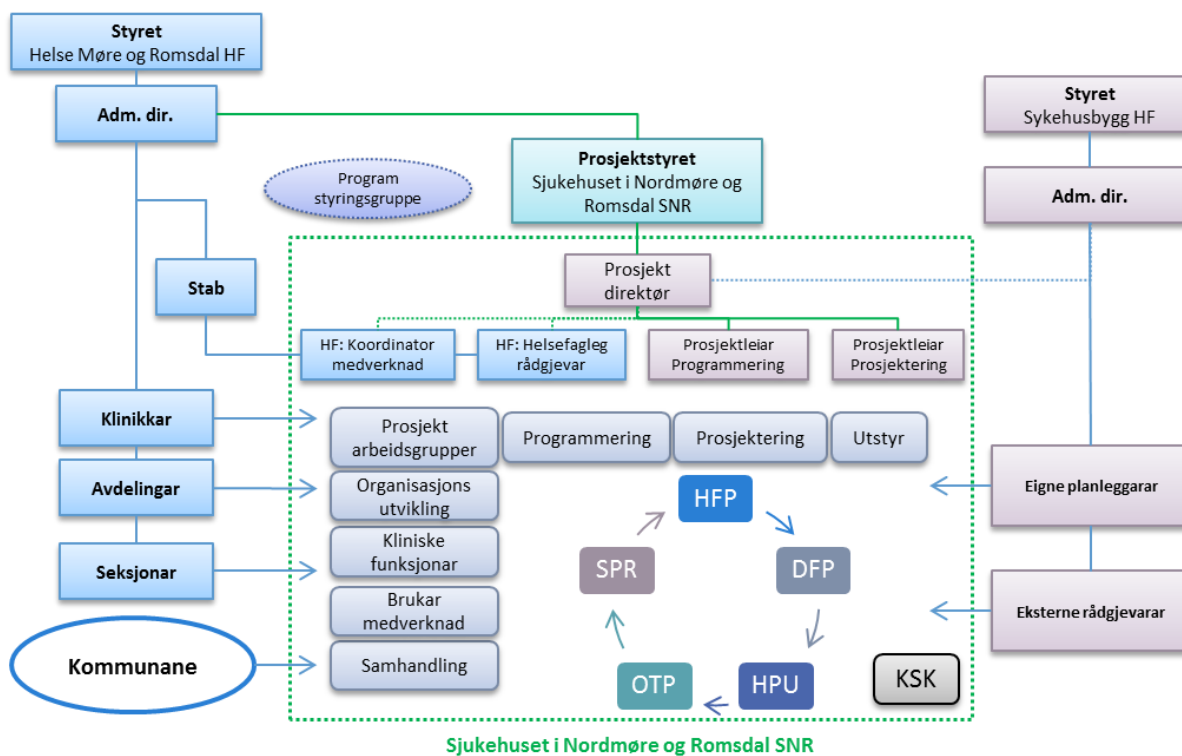 Styret
Helse Møre og Romsdal HF
Adm. dir.
Styret
Sykehusbygg HF
Adm. dir.
Program
styringsgruppe
Prosjektstyret
Sjukehuset i Nordmøre og
Romsdal SNR
Stab
Prosjekt
direktør
HF: Koordinator
medverknad
HF: Helsefagleg
rådgjevar
Prosjektleiar
Programmering
Prosjektleiar
Prosjektering
Klinikkar
Avdelingar
Seksjonar
Kommunane
Prosjekt
arbeidsgrupper
Programmering
Prosjektering
Utstyr
Organisasjons
utvikling
Kliniske
funksjonar
Brukar
medverknad
Samhandling
HFP
DFP
HPU
OTP
SPR
KSK
Eigne planleggarar
Eksterne rådgjevarar
Sjukehuset i Nordmøre og Romsdal SNR